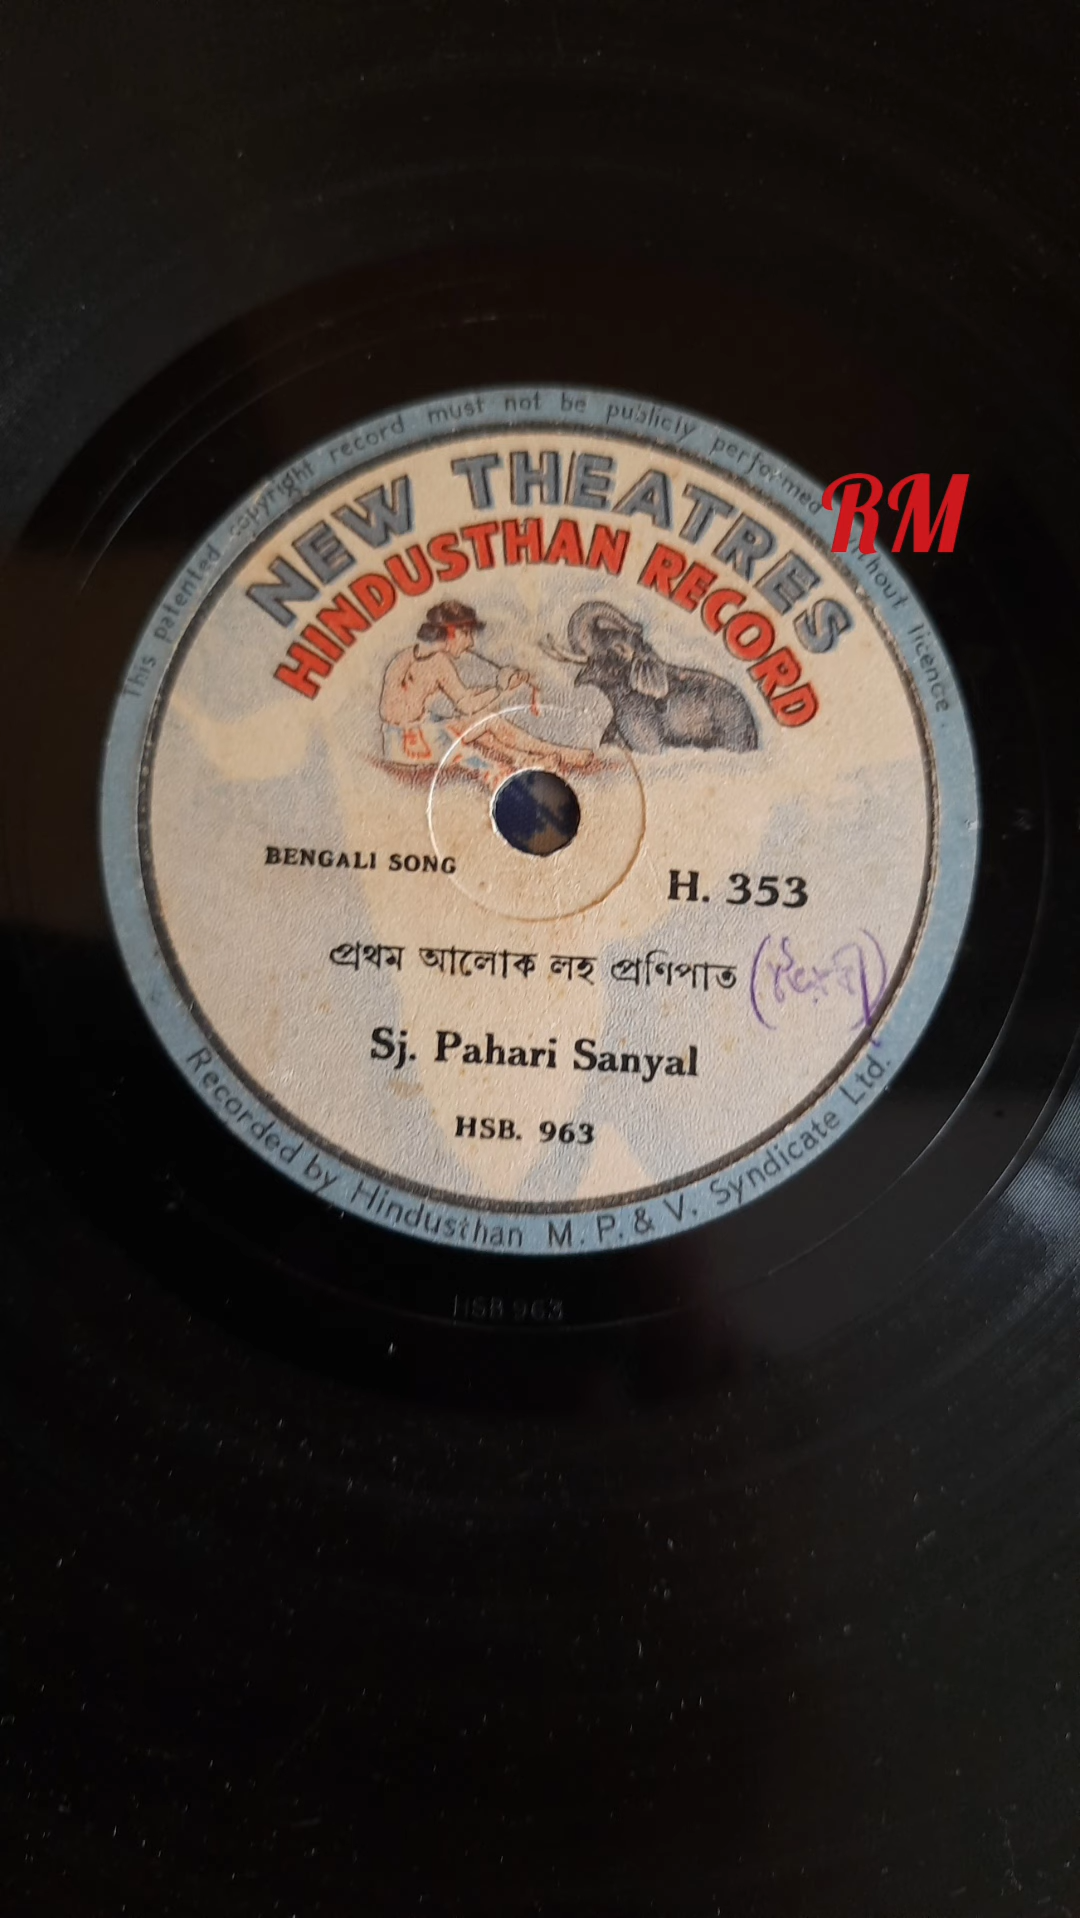 This patented copyright record must not be publicly performed without licence.
RM
NEW THEATRES
HINDUSTHAN RECORD
BENGALI SONG
H. 353
প্রথম আলোক লহ প্রণিপাত
Sj. Pahari Sanyal
HSB. 963
Recorded by Hindusthan M. P. & V. Syndicate Ltd.
HSB 963